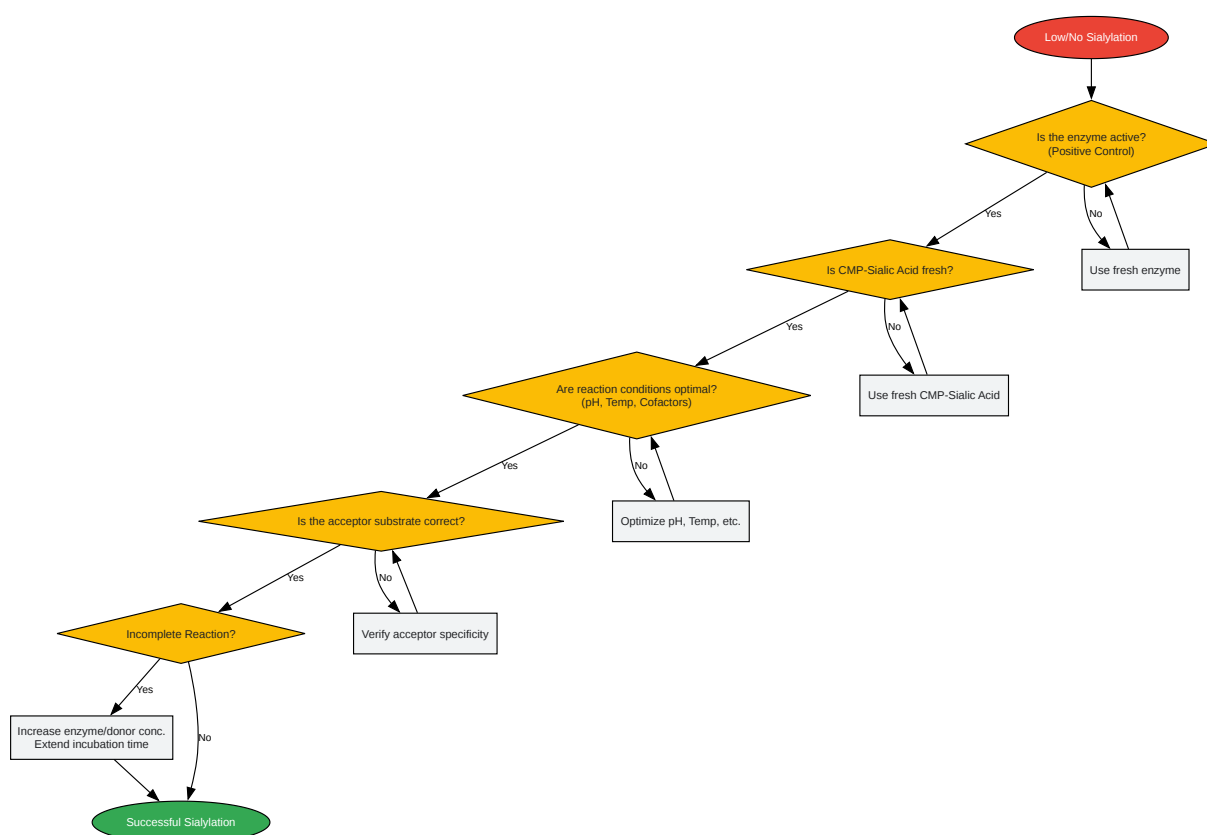 Low/No Sialylation
Is the enzyme active?
(Positive Control)
Yes
No
Use fresh enzyme
Is CMP-Sialic Acid fresh?
Yes
No
Use fresh CMP-Sialic Acid
Are reaction conditions optimal?
(pH, Temp, Cofactors)
Yes
No
Optimize pH, Temp, etc.
Is the acceptor substrate correct?
Yes
No
Verify acceptor specificity
Incomplete Reaction?
Yes
No
Increase enzyme/donor conc.
Extend incubation time
Successful Sialylation